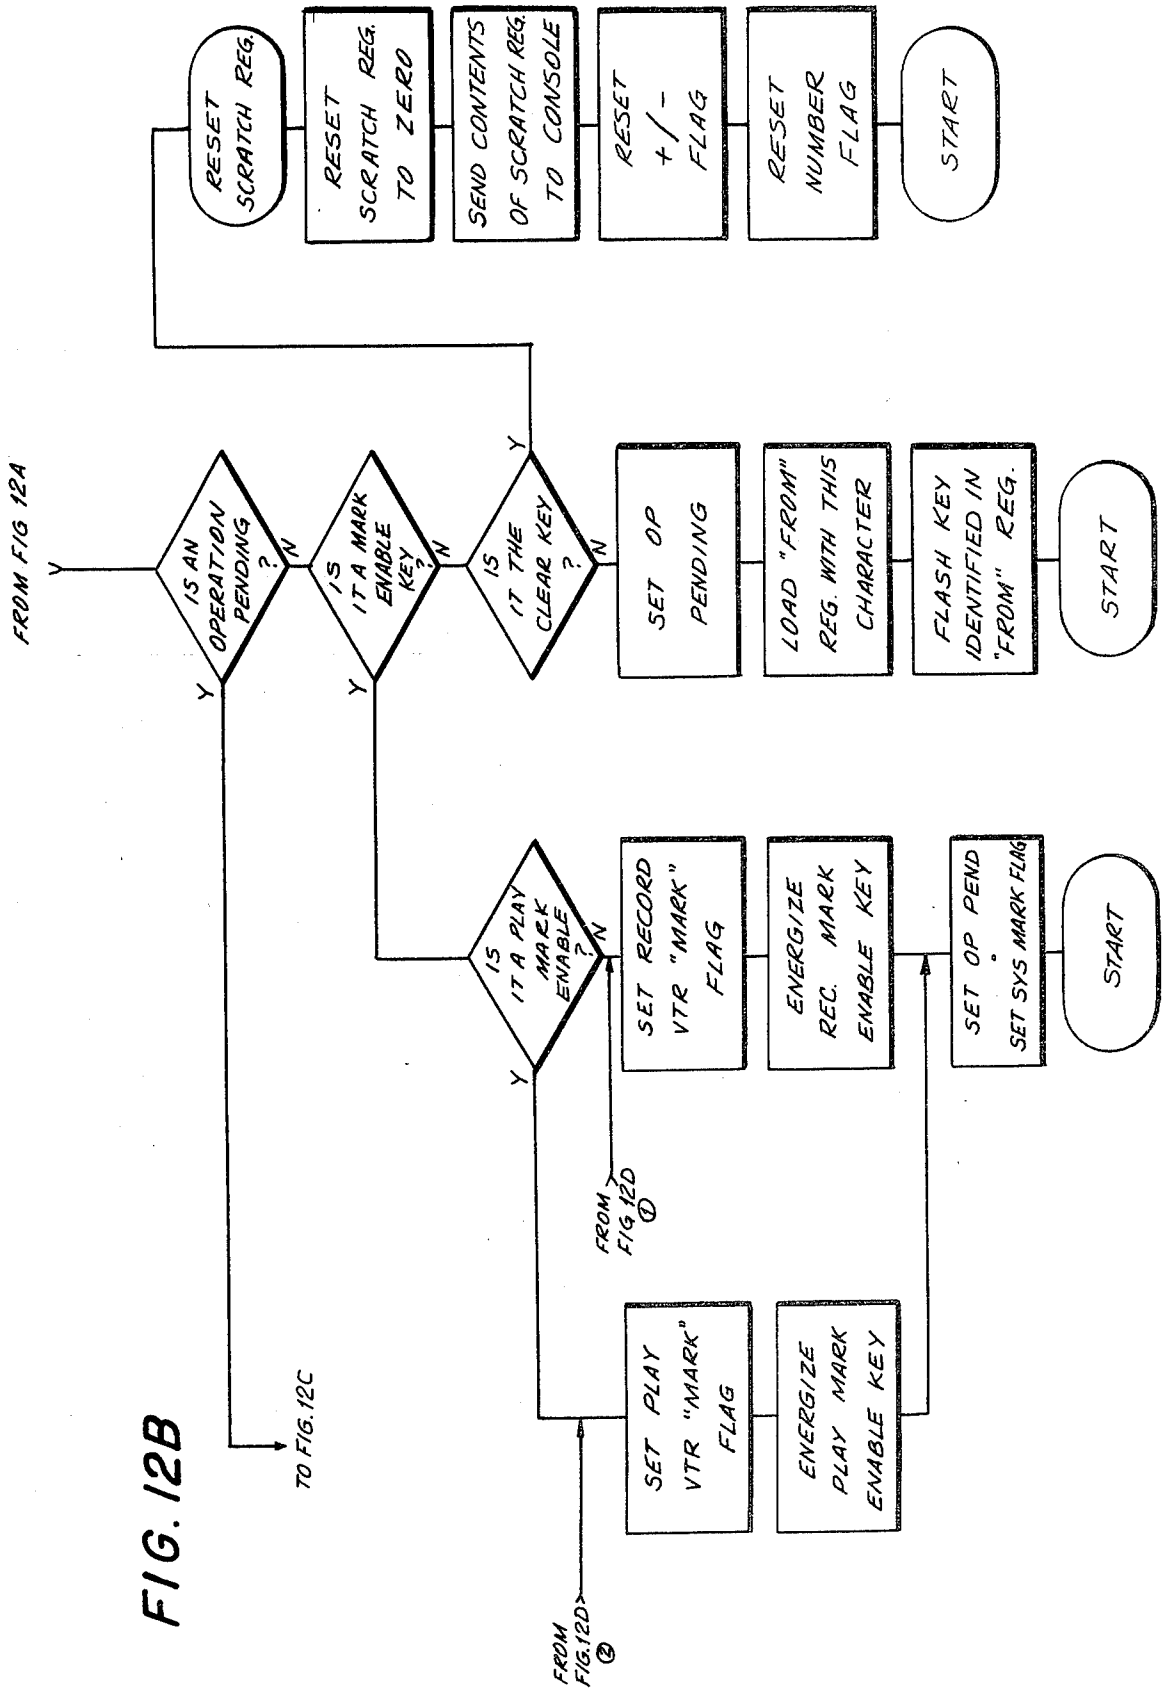 FIG. 12B
FROM FIG 12A
IS AN
OPERATION
PENDING
?
Y
N
TO FIG. 12C
IS
IT A MARK
ENABLE
KEY
?
Y
N
IS
IT THE
CLEAR KEY
?
Y
N
RESET
SCRATCH REG.
RESET
SCRATCH REG.
TO ZERO
SEND CONTENTS
OF SCRATCH REG.
TO CONSOLE
RESET
+/-
FLAG
RESET
NUMBER
FLAG
START
SET OP
PENDING
LOAD "FROM"
REG. WITH THIS
CHARACTER
FLASH KEY
IDENTIFIED IN
"FROM" REG.
START
IS
IT A PLAY
MARK
ENABLE
?
Y
N
FROM
FIG 12D
①
SET RECORD
VTR "MARK"
FLAG
ENERGIZE
REC. MARK
ENABLE KEY
SET OP PEND
SET SYS MARK FLAG
START
FROM
FIG. 12D
②
SET PLAY
VTR "MARK"
FLAG
ENERGIZE
PLAY MARK
ENABLE KEY